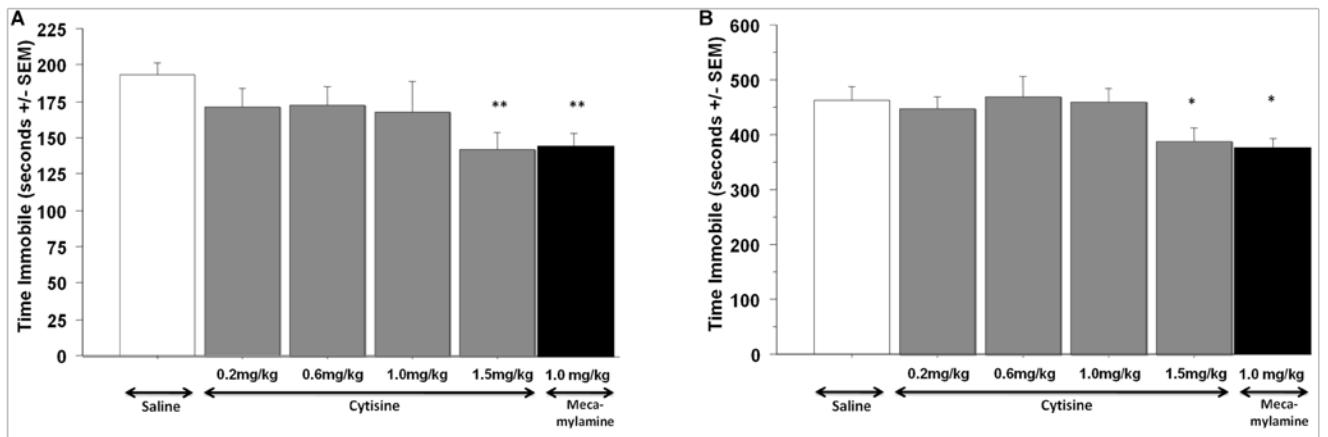 A
Time Immobile (seconds +/- SEM)
225
200
175
150
125
100
75
50
25
0
** **
0.2mg/kg 0.6mg/kg 1.0mg/kg 1.5mg/kg 1.0 mg/kg
Saline Cytisine Meca-
mylamine
B
Time Immobile (seconds +/- SEM)
600
500
400
300
200
100
0
* *
0.2mg/kg 0.6mg/kg 1.0mg/kg 1.5mg/kg 1.0 mg/kg
Saline Cytisine Meca-
mylamine